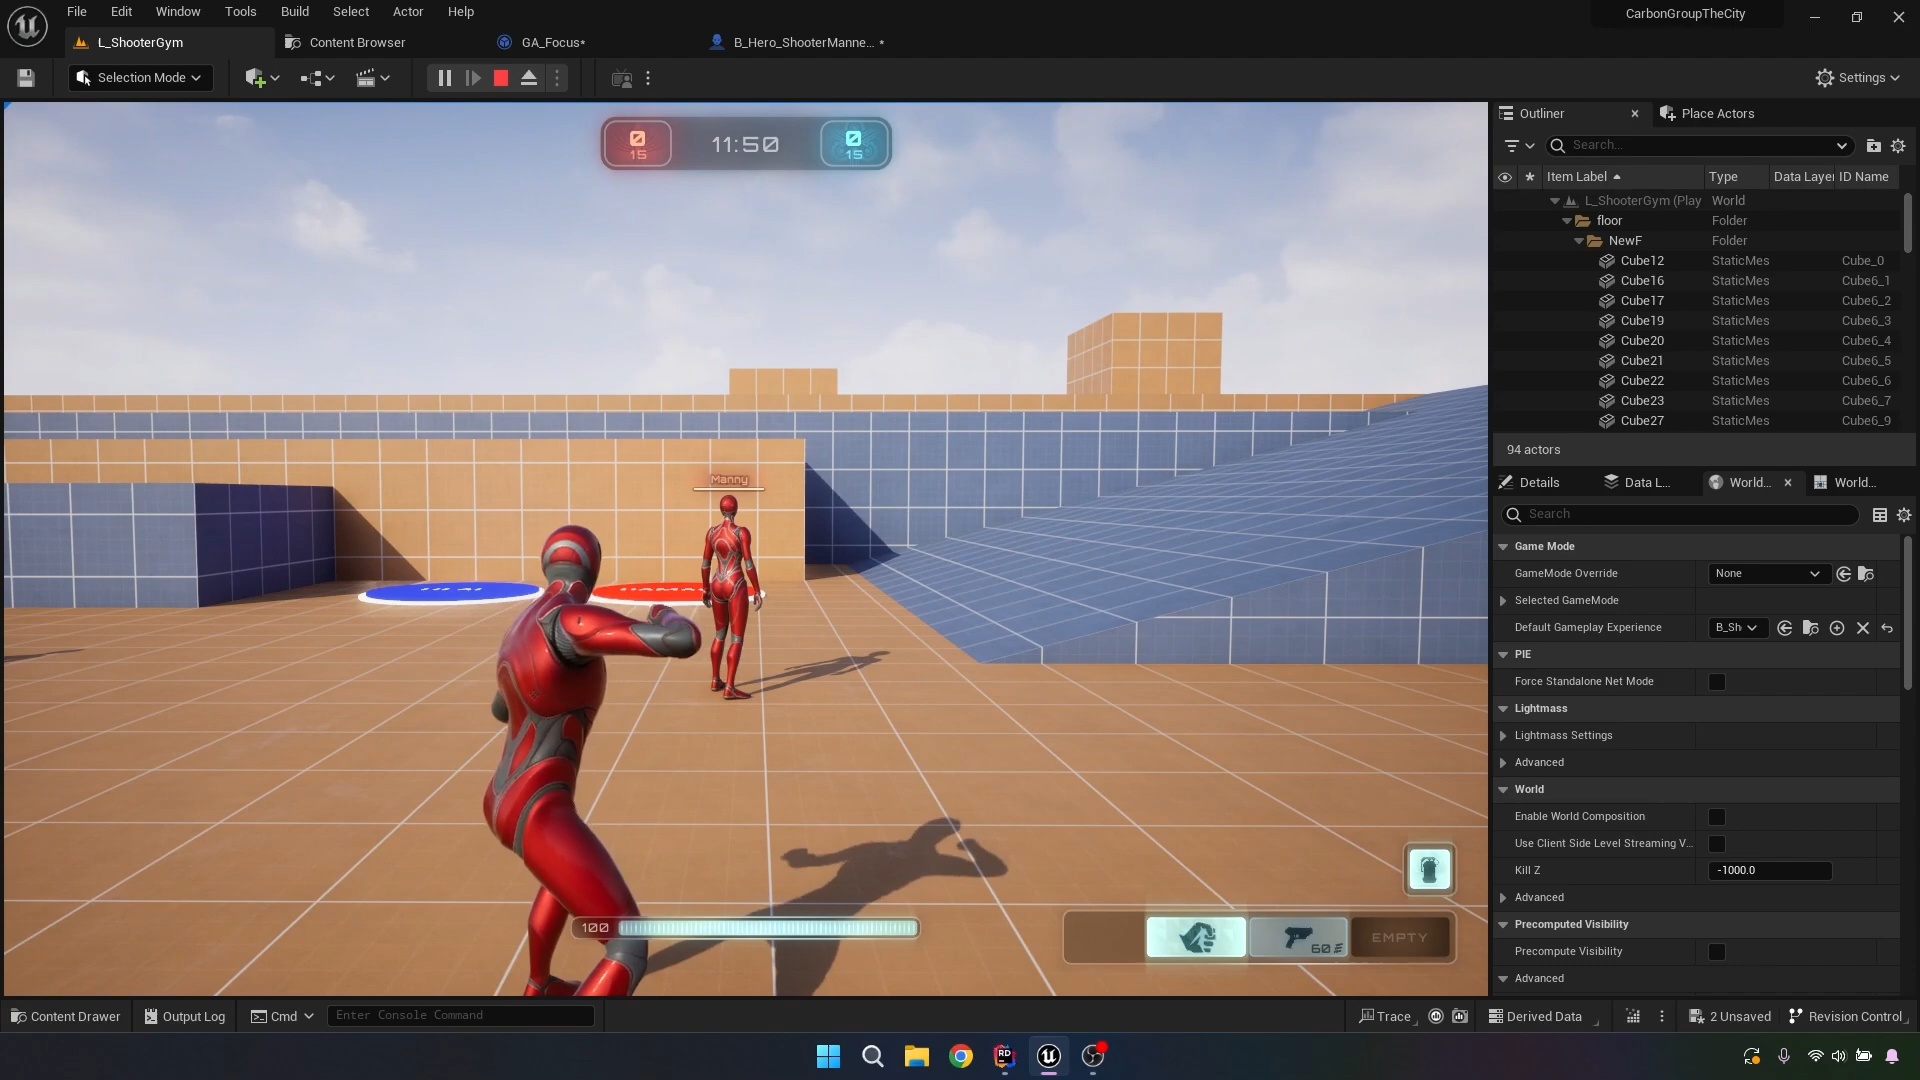 File Edit Window Tools Build Select Actor Help
CarbonGroupTheCity
L_ShooterGym
Content Browser
GA_Focus*
B_Hero_ShooterManne... *
Selection Mode
Settings
0 15
11:50
0 15
Manny
100
60
EMPTY
Outliner
Place Actors
Search...
Item Label Type Data Layer ID Name
L_ShooterGym (Play World
floor Folder
NewF Folder
Cube12 StaticMes Cube_0
Cube16 StaticMes Cube6_1
Cube17 StaticMes Cube6_2
Cube19 StaticMes Cube6_3
Cube20 StaticMes Cube6_4
Cube21 StaticMes Cube6_5
Cube22 StaticMes Cube6_6
Cube23 StaticMes Cube6_7
Cube27 StaticMes Cube6_9
94 actors
Details
Data L...
World...
World...
Search
Game Mode
GameMode Override None
Selected GameMode
Default Gameplay Experience B_Sh
PIE
Force Standalone Net Mode
Lightmass
Lightmass Settings
Advanced
World
Enable World Composition
Use Client Side Level Streaming V...
Kill Z -1000.0
Advanced
Precomputed Visibility
Precompute Visibility
Advanced
Content Drawer
Output Log
Cmd
Enter Console Command
Trace
Derived Data
2 Unsaved
Revision Control
RD